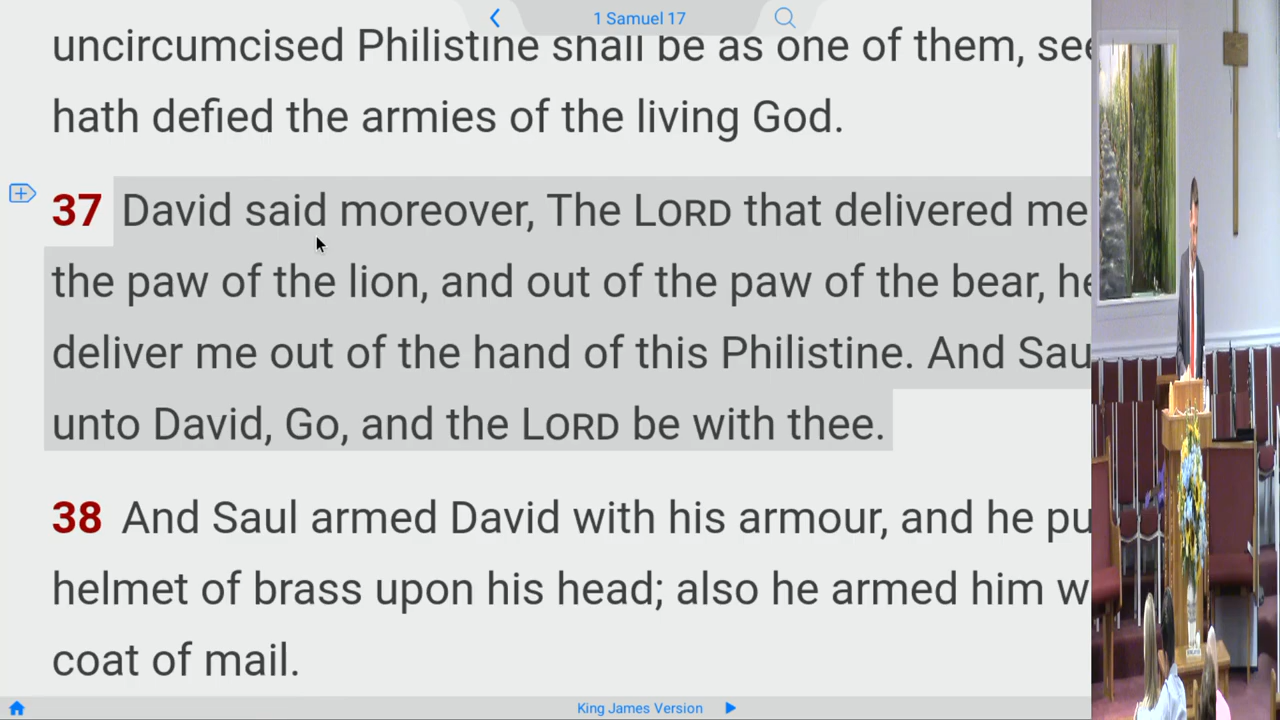 1 Samuel 17
uncircumcised Philistine shall be as one of them, see
hath defied the armies of the living God.
37 David said moreover, The LORD that delivered me
the paw of the lion, and out of the paw of the bear, he
deliver me out of the hand of this Philistine. And Sau
unto David, Go, and the LORD be with thee.
38 And Saul armed David with his armour, and he pu
helmet of brass upon his head; also he armed him w
coat of mail.
King James Version